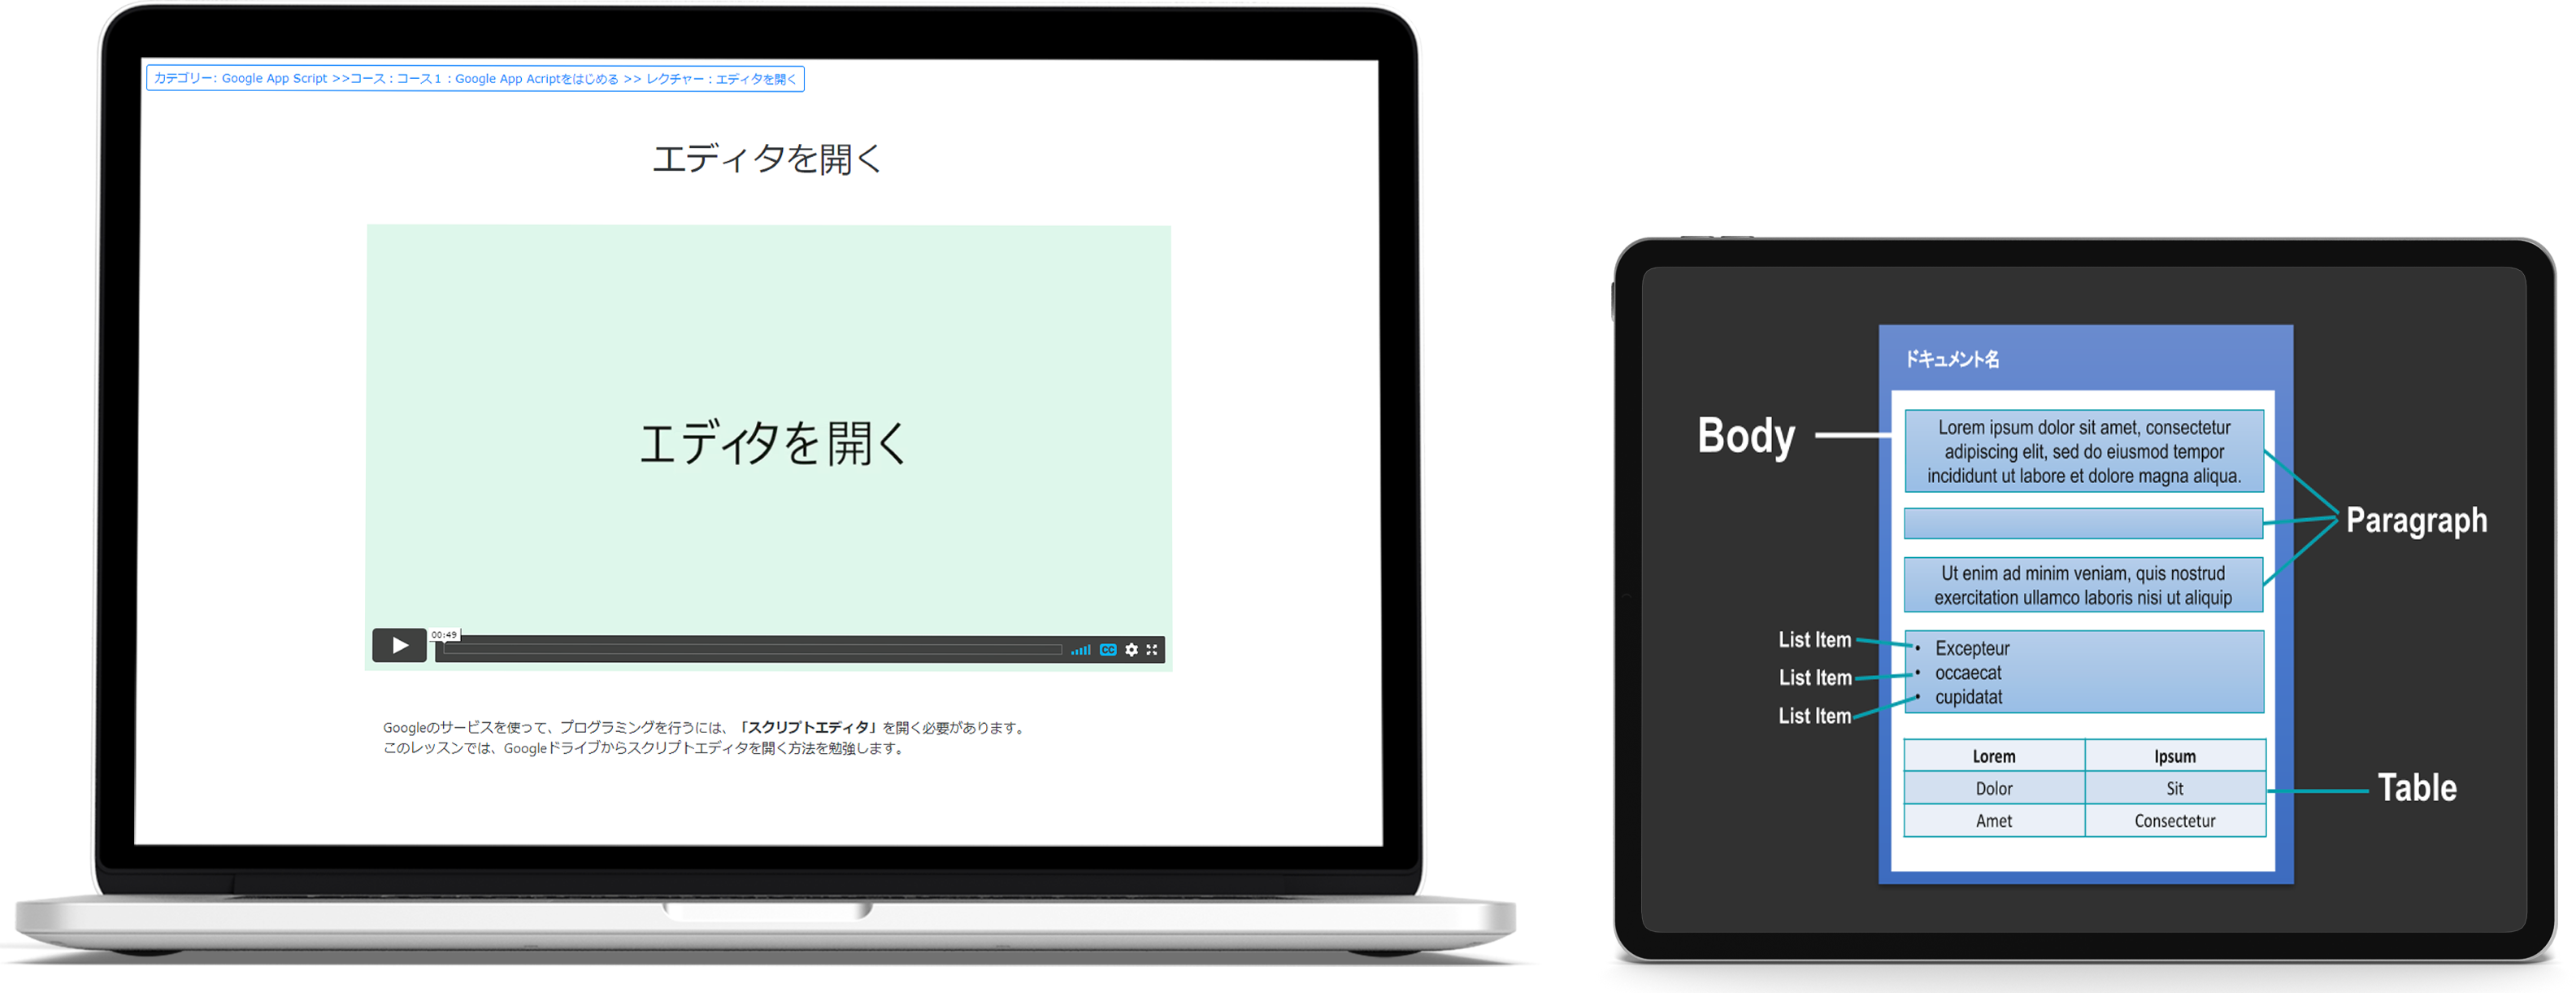 カテゴリー: Google App Script >>コース : コース１ : Google App Acriptをはじめる >> レクチャー : エディタを開く
エディタを開く
エディタを開く
00:49
CC
Googleのサービスを使って、プログラミングを行うには、「スクリプトエディタ」を開く必要があります。
このレッスンでは、Googleドライブからスクリプトエディタを開く方法を勉強します。
ドキュメント名
Body
Lorem ipsum dolor sit amet, consectetur
adipiscing elit, sed do eiusmod tempor
incididunt ut labore et dolore magna aliqua.
Paragraph
Ut enim ad minim veniam, quis nostrud
exercitation ullamco laboris nisi ut aliquip
List Item
• Excepteur
List Item
• occaecat
List Item
• cupidatat
Lorem Ipsum
Dolor Sit
Table
Amet Consectetur